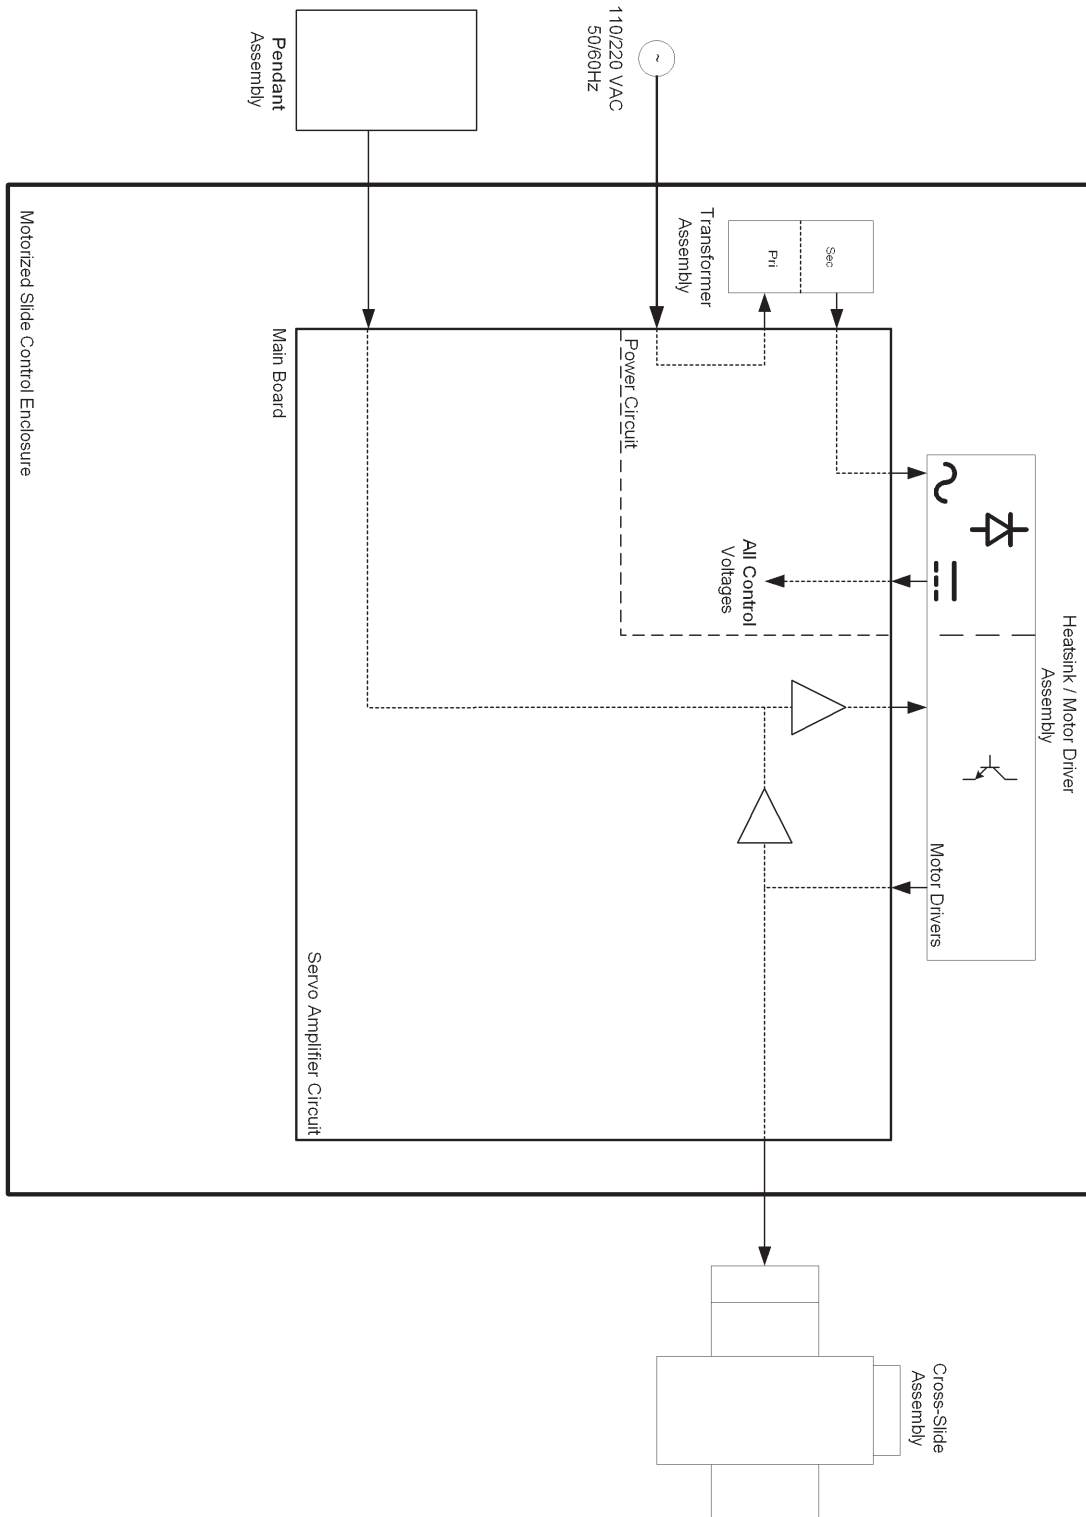 Heatsink / Motor Driver
Assembly
Motor Drivers
Cross-Slide
Assembly
Sec
Pri
Transformer
Assembly
All Control
Voltages
Power Circuit
110/220 VAC
50/60Hz
~
Pendant
Assembly
Main Board
Servo Amplifier Circuit
Motorized Slide Control Enclosure